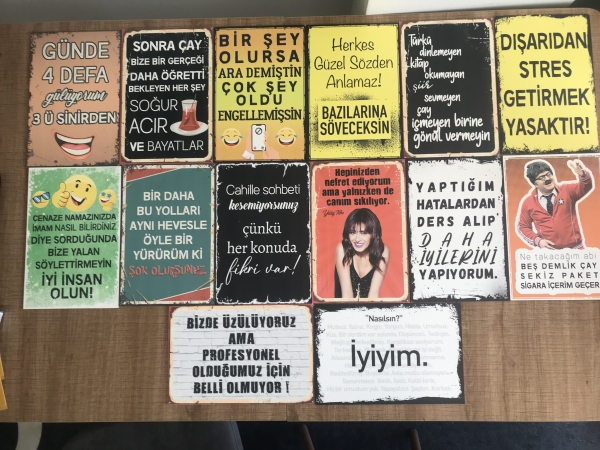 GÜNDE
4 DEFA
gülüyorum
3 Ü SİNİRDEN
SONRA ÇAY
BİZE BİR GERÇEĞİ
DAHA ÖĞRETTİ
BEKLEYEN HER ŞEY
SOĞUR
ACIR
VE BAYATLAR
BİR ŞEY
OLURSA
ARA DEMİŞTİN
ÇOK ŞEY
OLDU
ENGELLEMİŞSİN
Herkes
Güzel Sözden
Anlamaz!
BAZILARINA
SÖVECEKSİN
Türkü
dinlemeyen
kitap
okumayan
şiir
sevmeyen
çay
içmeyen birine
gönal vermeyin
DIŞARIDAN
STRES
GETİRMEK
YASAKTIR!
CENAZE NAMAZINIZDA
İMAM NASIL BİLİRDİNİZ
DİYE SORDUĞUNDA
BİZE YALAN
SÖYLETTİRMEYİN
İYİ İNSAN
OLUN!
BİR DAHA
BU YOLLARI
AYNI HEVESLE
ÖYLE BİR
YÜRÜRÜM Kİ
ŞOK OLURSUNUZ
Cahille sohbeti
kesemiyorsunuz
çünkü
her konuda
fikri var!
Hepinizden
nefret ediyorum
ama yalnızken de
canım sıkılıyor.
YAPTIĞIM
HATALARDAN
DERS ALIP
DAHA
İYİLERİNİ
YAPIYORUM.
Ne takacağım abi
BEŞ DEMLİK ÇAY
SEKİZ PAKET
SİGARA İÇERİM GEÇER
BİZDE ÜZÜLÜYORUZ
AMA
PROFESYONEL
OLDUĞUMUZ İÇİN
BELLİ OLMUYOR !
"Nasılsın?"
İyiyim.